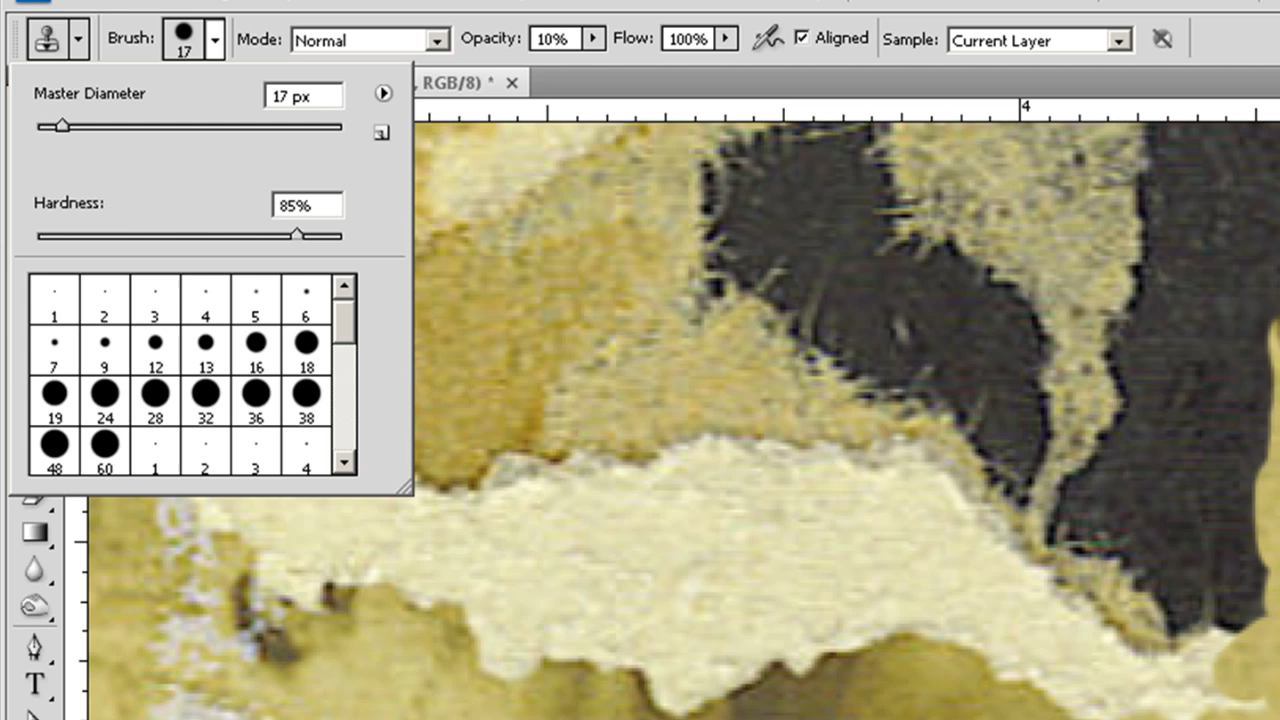 Brush: 17 Mode: Normal Opacity: 10% Flow: 100% Aligned Sample: Current Layer
, RGB/8) *
Master Diameter 17 px
4
Hardness: 85%
1 2 3 4 5 6
7 9 12 13 16 18
19 24 28 32 36 38
48 60 1 2 3 4
T